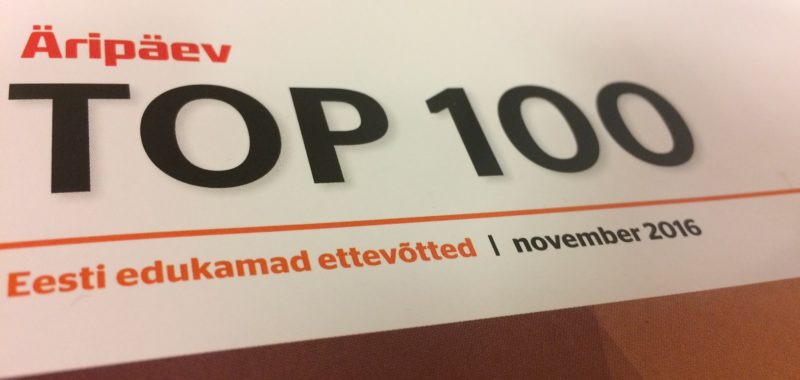 Äripäev
TOP 100
Eesti edukamad ettevõtted | november 2016